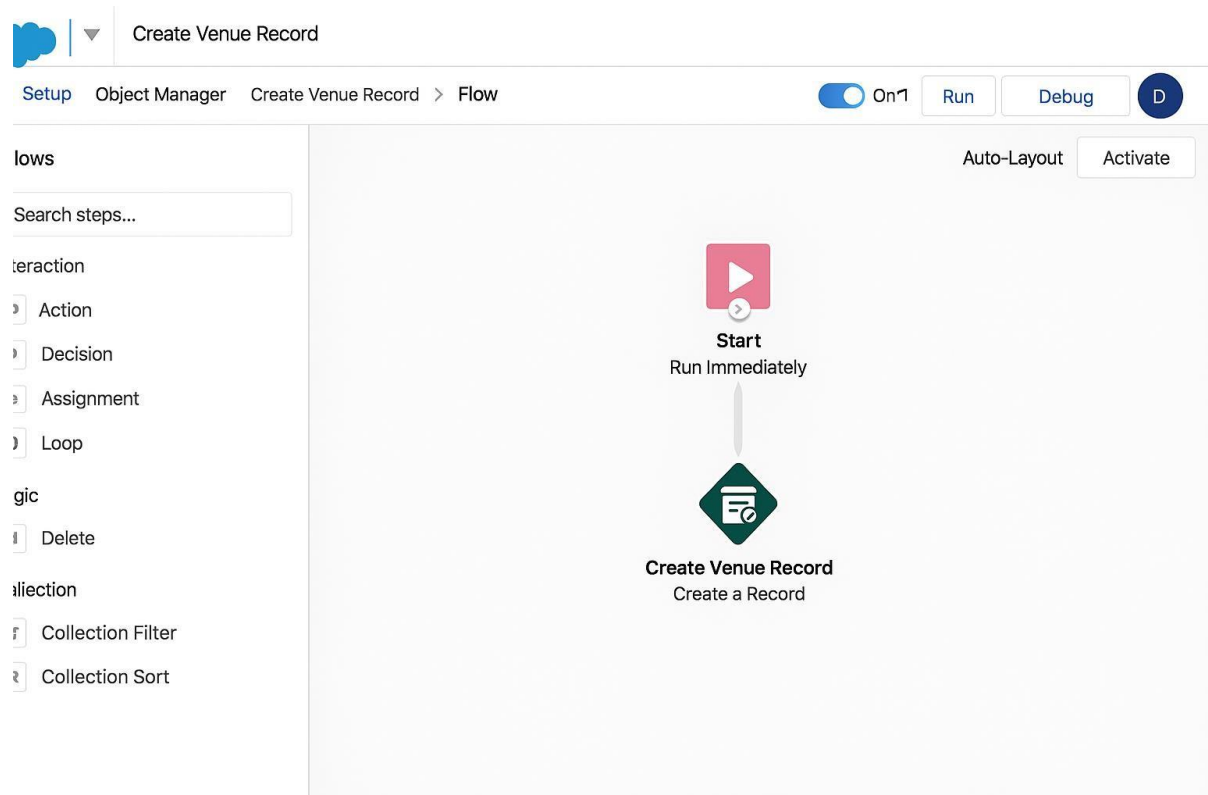 Create Venue Record
Setup Object Manager Create Venue Record > Flow On Run Debug D
lows
Auto-Layout Activate
Search steps...
teraction
Action
Decision
Assignment
Loop
gic
Delete
aliection
Collection Filter
Collection Sort
Start
Run Immediately
Create Venue Record
Create a Record